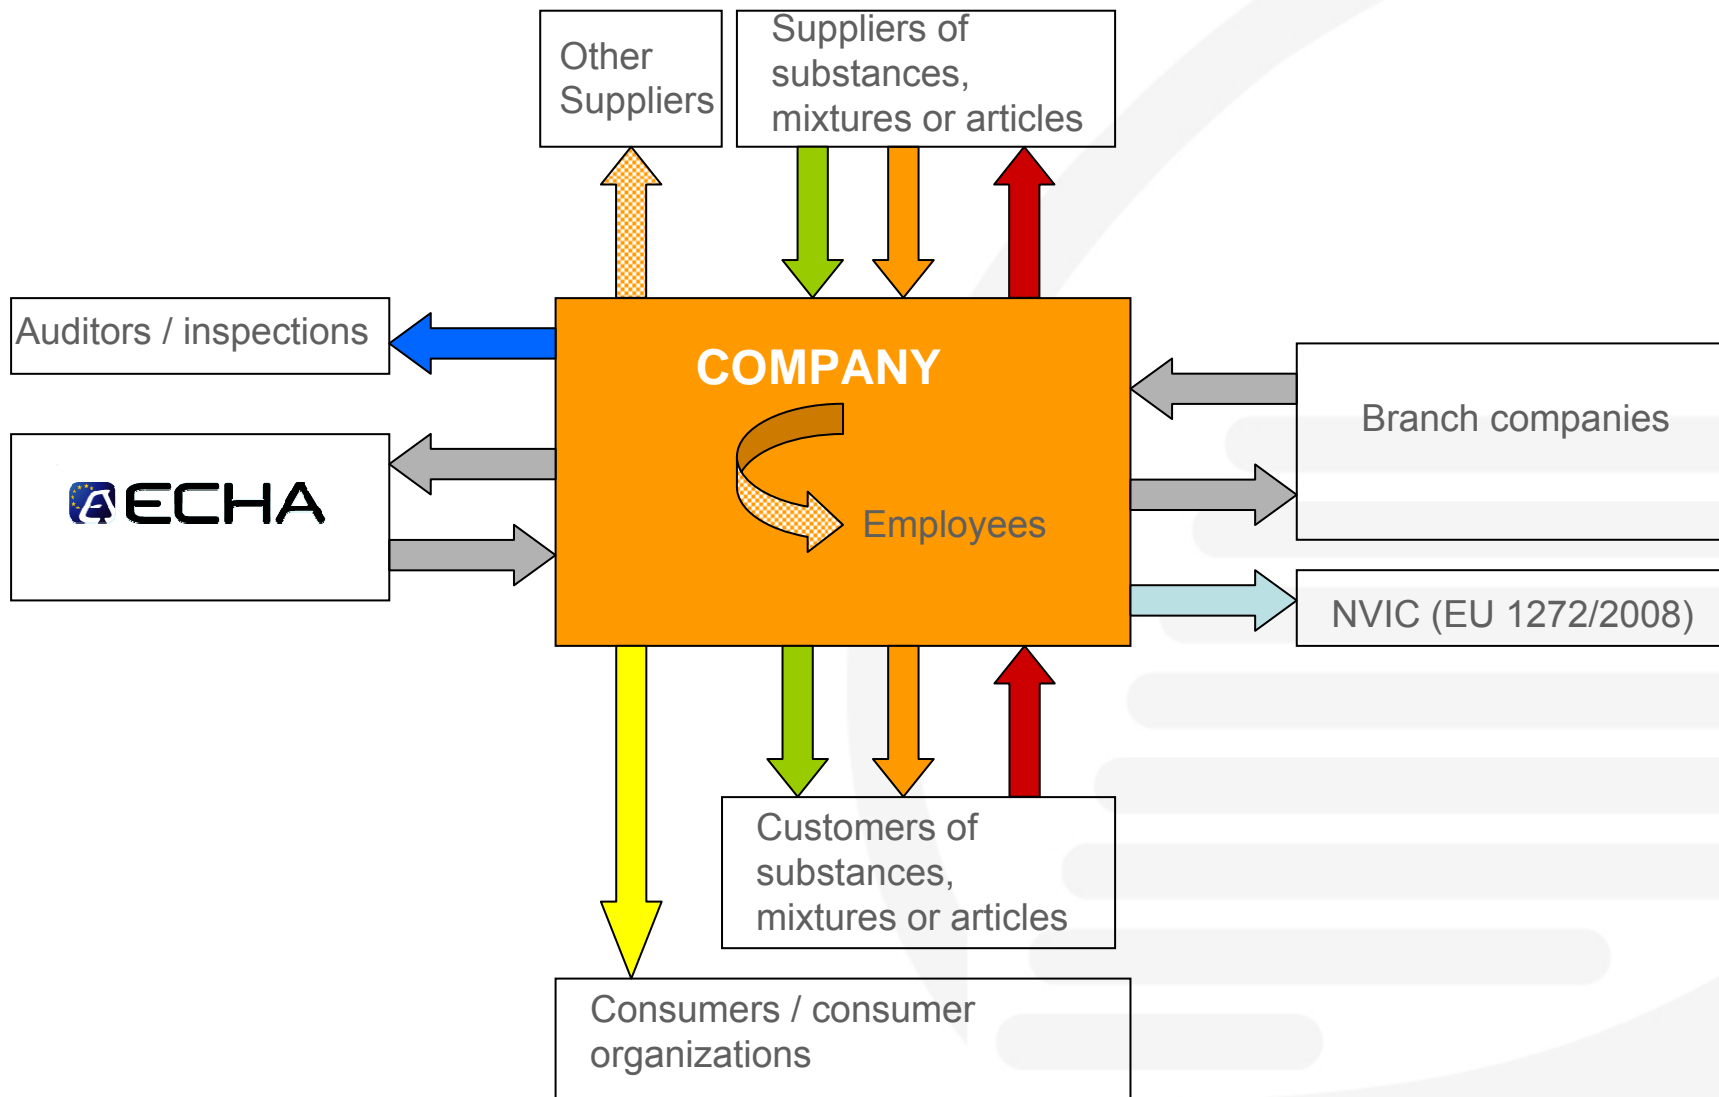 Other
Suppliers
Suppliers of
substances,
mixtures or articles
Auditors / inspections
COMPANY
Branch companies
ECHA
Employees
NVIC (EU 1272/2008)
Customers of
substances,
mixtures or articles
Consumers / consumer
organizations